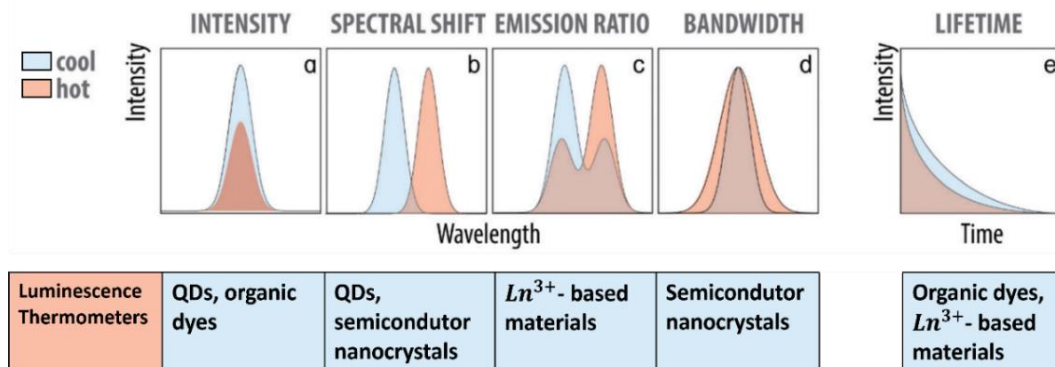 INTENSITY SPECTRAL SHIFT EMISSION RATIO BANDWIDTH LIFETIME
cool
hot
Intensity
a
b
c
d
Intensity
e
Wavelength
Time
Luminescence
Thermometers
QDs, organic
dyes
QDs,
semicondutor
nanocrystals
Ln³⁺- based
materials
Semicondutor
nanocrystals
Organic dyes,
Ln³⁺- based
materials